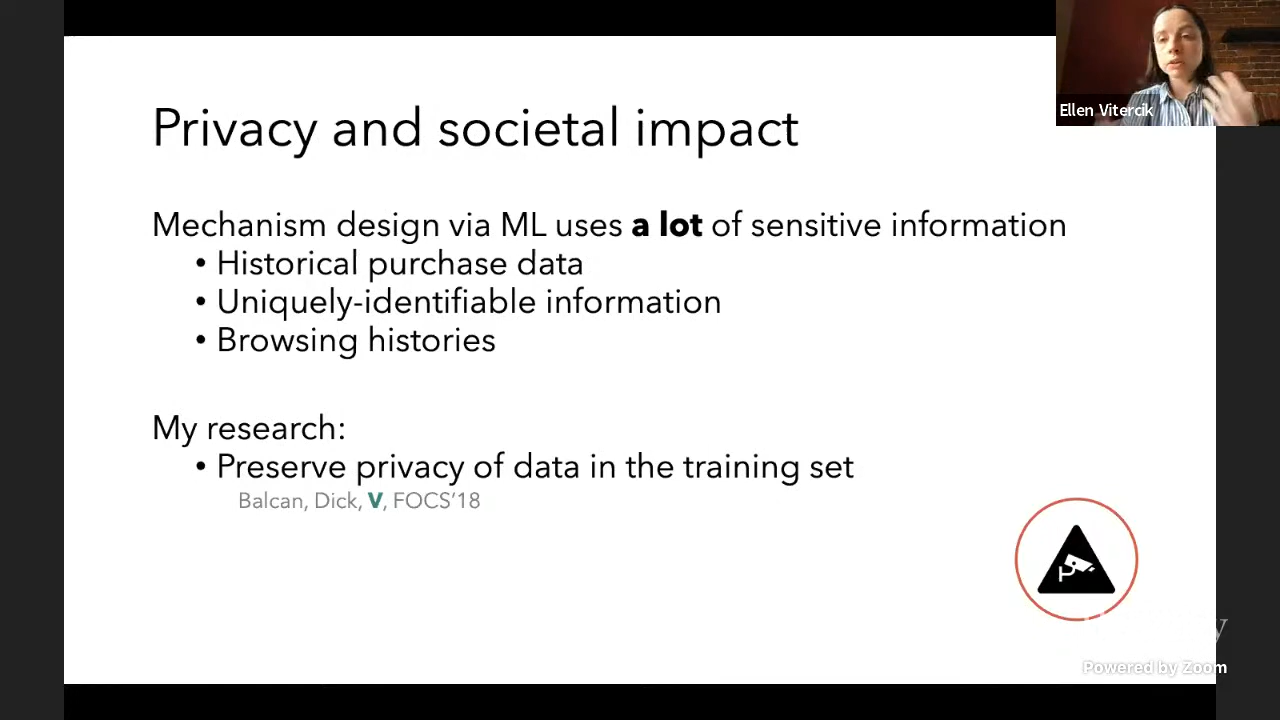 Privacy and societal impact
Ellen Vitercik
Mechanism design via ML uses a lot of sensitive information
• Historical purchase data
• Uniquely-identifiable information
• Browsing histories
My research:
• Preserve privacy of data in the training set
Balcan, Dick, V, FOCS’18
Powered by Zoom